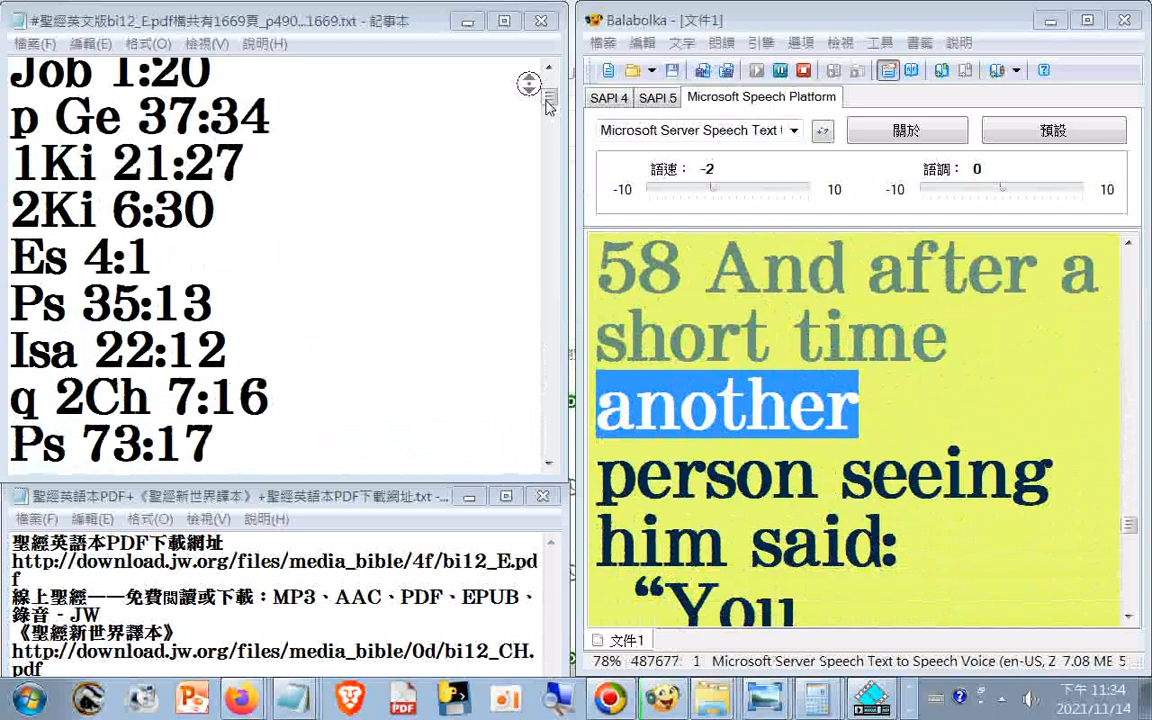 #聖經英文版bi12_E.pdf檔共有1669頁_p490...1669.txt - 記事本
檔案(F) 編輯(E) 格式(O) 檢視(V) 說明(H)
Job 1:20
p Ge 37:34
1Ki 21:27
2Ki 6:30
Es 4:1
Ps 35:13
Isa 22:12
q 2Ch 7:16
Ps 73:17
聖經英語本PDF+《聖經新世界譯本》+聖經英語本PDF下載網址.txt - ...
檔案(F) 編輯(E) 格式(O) 檢視(V) 說明(H)
聖經英語本PDF下載網址
http://download.jw.org/files/media_bible/4f/bi12_E.pd
f
線上聖經——免費閱讀或下載：MP3、AAC、PDF、EPUB、
錄音 - JW
《聖經新世界譯本》
http://download.jw.org/files/media_bible/0d/bi12_CH.
pdf
Balabolka - [文件1]
檔案 編輯 文字 朗讀 引擎 選項 檢視 工具 書籤 說明
SAPI 4 SAPI 5 Microsoft Speech Platform
Microsoft Server Speech Text 關於 預設
語速： -2 語調： 0
-10 10 -10 10
58 And after a
short time
another
person seeing
him said:
“You
文件1
78% 487677: 1 Microsoft Server Speech Text to Speech Voice (en-US, Z 7.08 MB 5
PDF
下午 11:34
2021/11/14